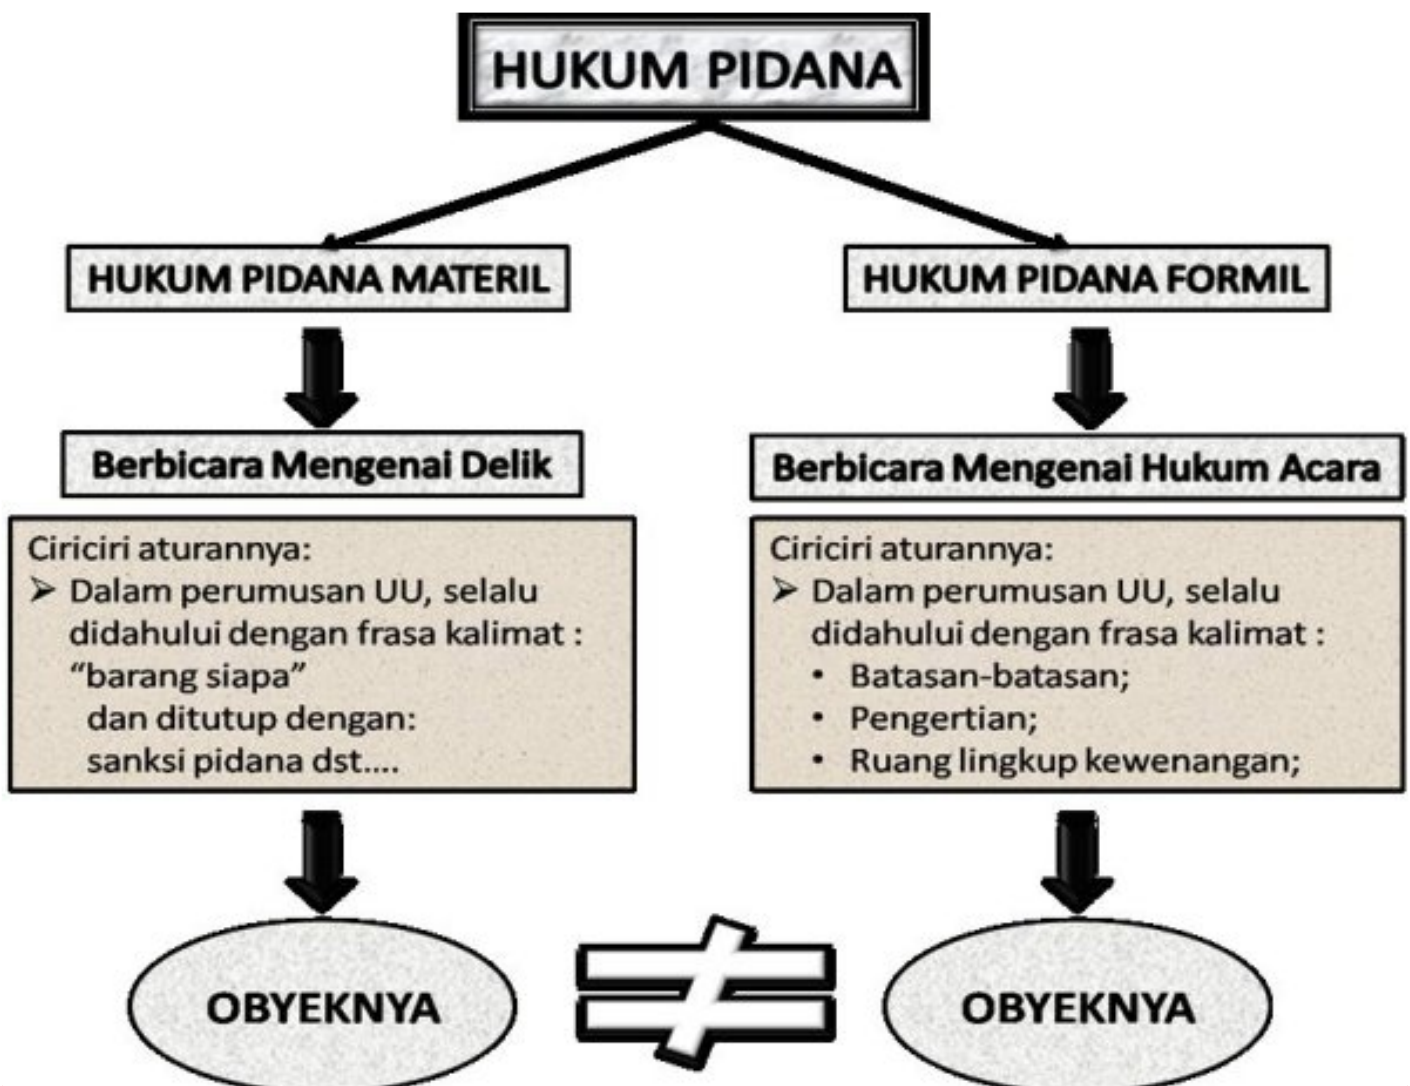 HUKUM PIDANA
HUKUM PIDANA MATERIL
Berbicara Mengenai Delik
Ciriciri aturannya:
➢ Dalam perumusan UU, selalu
didahului dengan frasa kalimat :
“barang siapa”
dan ditutup dengan:
sanksi pidana dst....
OBYEKNYA
≠
HUKUM PIDANA FORMIL
Berbicara Mengenai Hukum Acara
Ciriciri aturannya:
➢ Dalam perumusan UU, selalu
didahului dengan frasa kalimat :
• Batasan-batasan;
• Pengertian;
• Ruang lingkup kewenangan;
OBYEKNYA